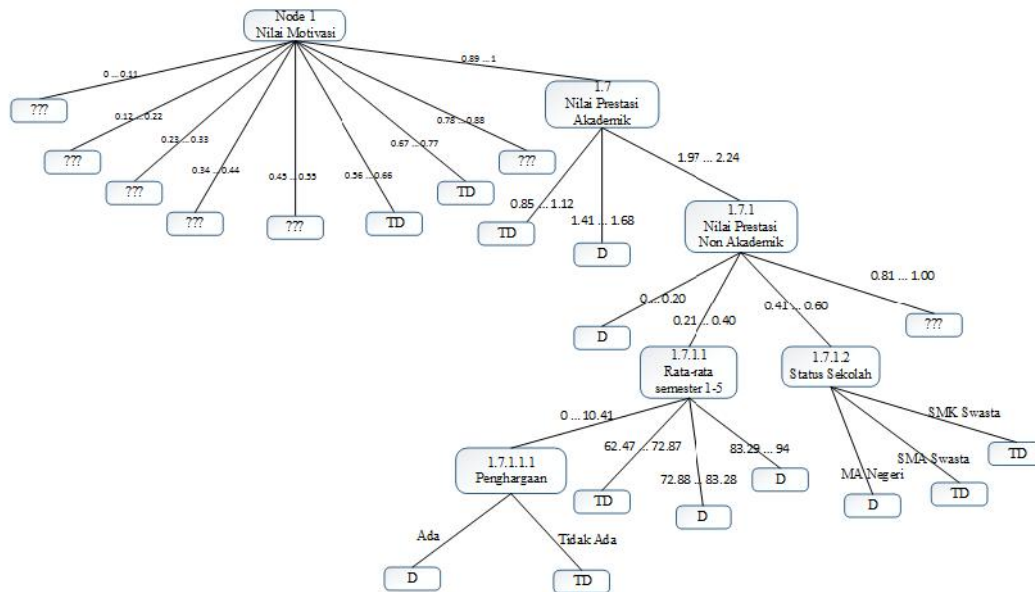 Node 1
Nilai Motivasi
0.89 ... 1
0 ... 0.11
???
0.12 ... 0.22
???
0.23 ... 0.33
???
0.34 ... 0.44
???
0.45 ... 0.55
???
0.56 ... 0.66
TD
0.67 ... 0.77
TD
0.78 ... 0.88
???
1.7
Nilai Prestasi
Akademik
0.85 ... 1.12
TD
1.41 ... 1.68
D
1.97 ... 2.24
1.7.1
Nilai Prestasi
Non Akademik
0 ... 0.20
D
0.21 ... 0.40
0.41 ... 0.60
0.81 ... 1.00
???
1.7.1.1
Rata-rata
semester 1-5
1.7.1.2
Status Sekolah
0 ... 10.41
62.47 ... 72.87
TD
72.88 ... 83.28
D
83.29 ... 94
D
MA Negeri
D
SMA Swasta
TD
SMK Swasta
TD
1.7.1.1.1
Penghargaan
Ada
D
Tidak Ada
TD